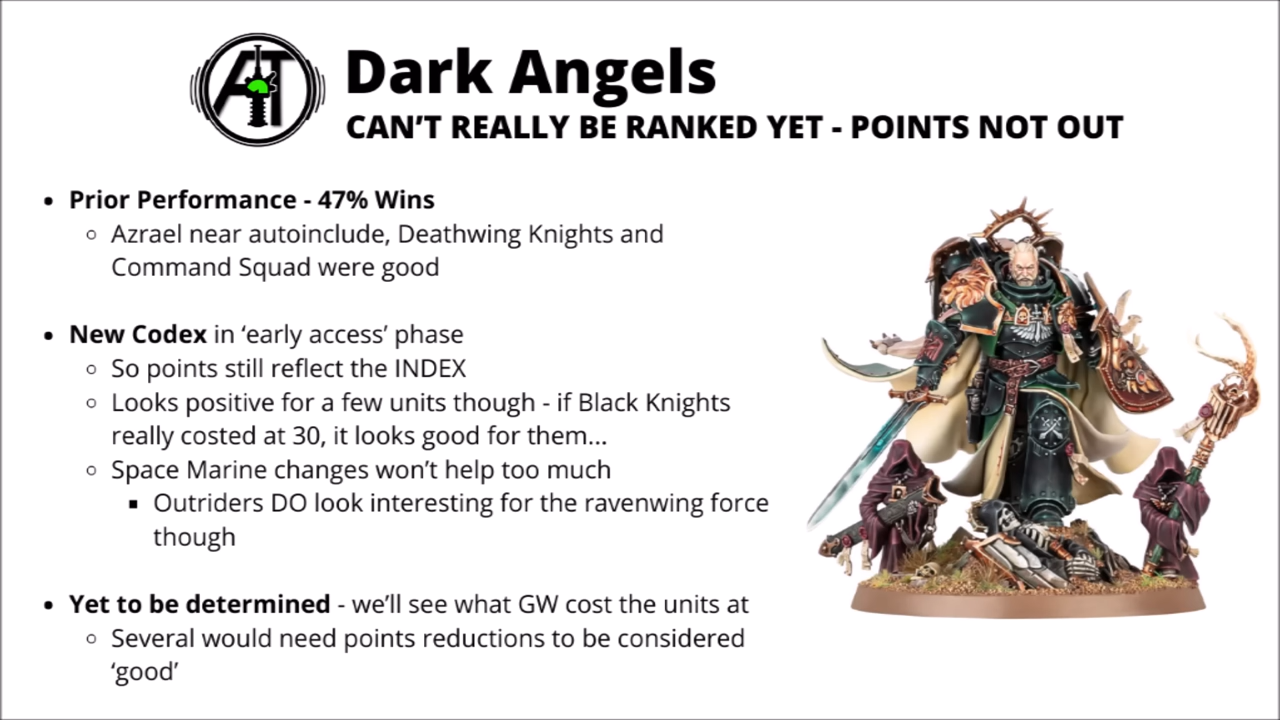 AT
Dark Angels
CAN'T REALLY BE RANKED YET - POINTS NOT OUT
• Prior Performance - 47% Wins
○ Azrael near autoinclude, Deathwing Knights and
Command Squad were good
• New Codex in ‘early access’ phase
○ So points still reflect the INDEX
○ Looks positive for a few units though - if Black Knights
really costed at 30, it looks good for them...
○ Space Marine changes won’t help too much
▪ Outriders DO look interesting for the ravenwing force
though
• Yet to be determined - we’ll see what GW cost the units at
○ Several would need points reductions to be considered
‘good’